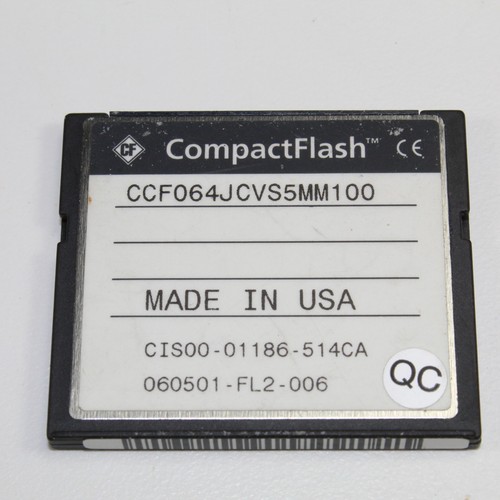 CF CompactFlash™ CE
CCF064JCVS5MM100
MADE IN USA
CIS00-01186-514CA
060501-FL2-006
QC